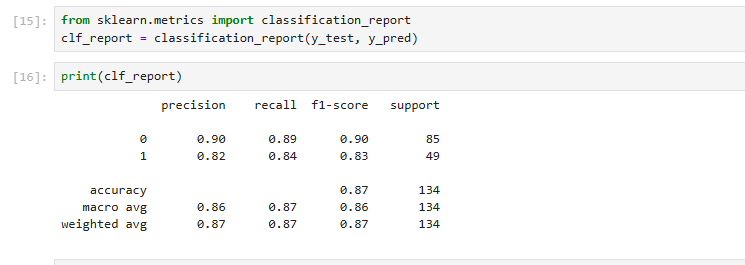 [15]: from sklearn.metrics import classification_report
clf_report = classification_report(y_test, y_pred)
[16]: print(clf_report)
precision recall f1-score support
0 0.90 0.89 0.90 85
1 0.82 0.84 0.83 49
accuracy 0.87 134
macro avg 0.86 0.87 0.86 134
weighted avg 0.87 0.87 0.87 134